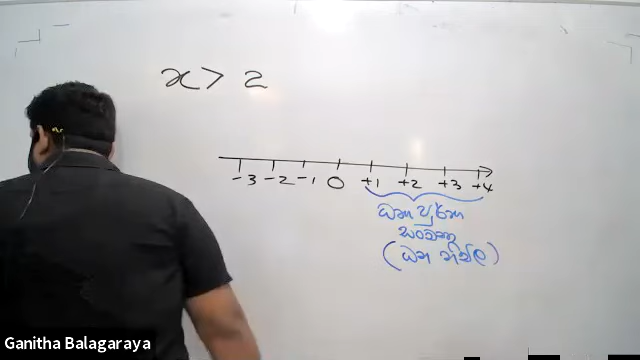 x > 2
-3 -2 -1 0 +1 +2 +3 +4
ධන පූර්ණ
සංඛ්‍යා
(ධන
Ganitha Balagaraya